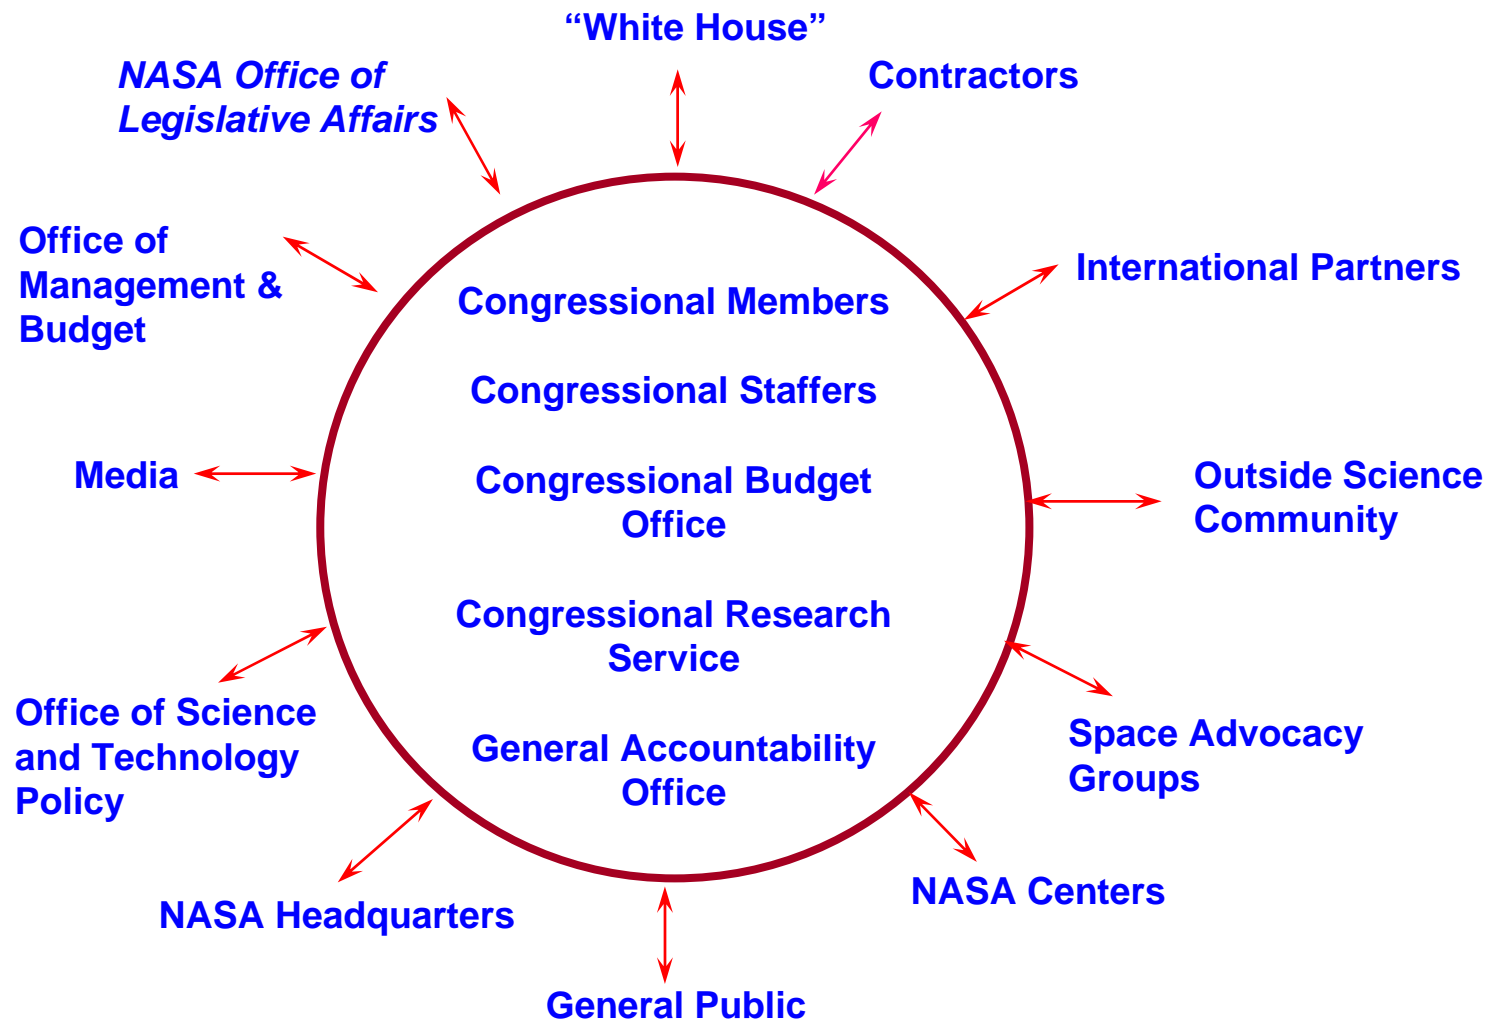 “White House”
NASA Office of
Legislative Affairs
Contractors
Office of
Management &
Budget
International Partners
Congressional Members
Congressional Staffers
Media
Congressional Budget
Office
Outside Science
Community
Congressional Research
Service
Office of Science
and Technology
Policy
General Accountability
Office
Space Advocacy
Groups
NASA Headquarters
NASA Centers
General Public